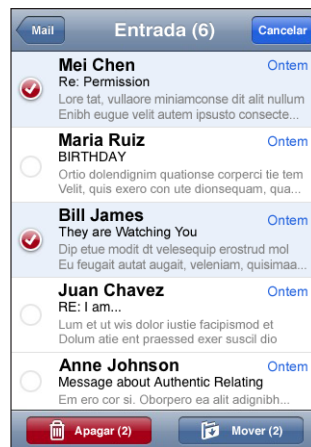 Mail Entrada (6) Cancelar
Mei Chen Ontem
Re: Permission
Lore tat, vullaore miniamconse dit alit nullum
Enibh eugue velit autem ipsusto consecte...
Maria Ruiz Ontem
BIRTHDAY
Ortio dolendignim quationse corperci tie tem
Velit, quis exero con ute dionsequam, qua...
Bill James Ontem
They are Watching You
Dip etue modit dt velesequip erostrud mol
Eu feugait autat augait, veleniam, quisimaa...
Juan Chavez Ontem
RE: I am...
Lum et ut wis dolor iustie facipismod et
Dolum atie ent praessed exer suscil dio
Anne Johnson Ontem
Message about Authentic Relating
Em ero cor si. Oborpero ea alit adignibh...
Apagar (2) Mover (2)